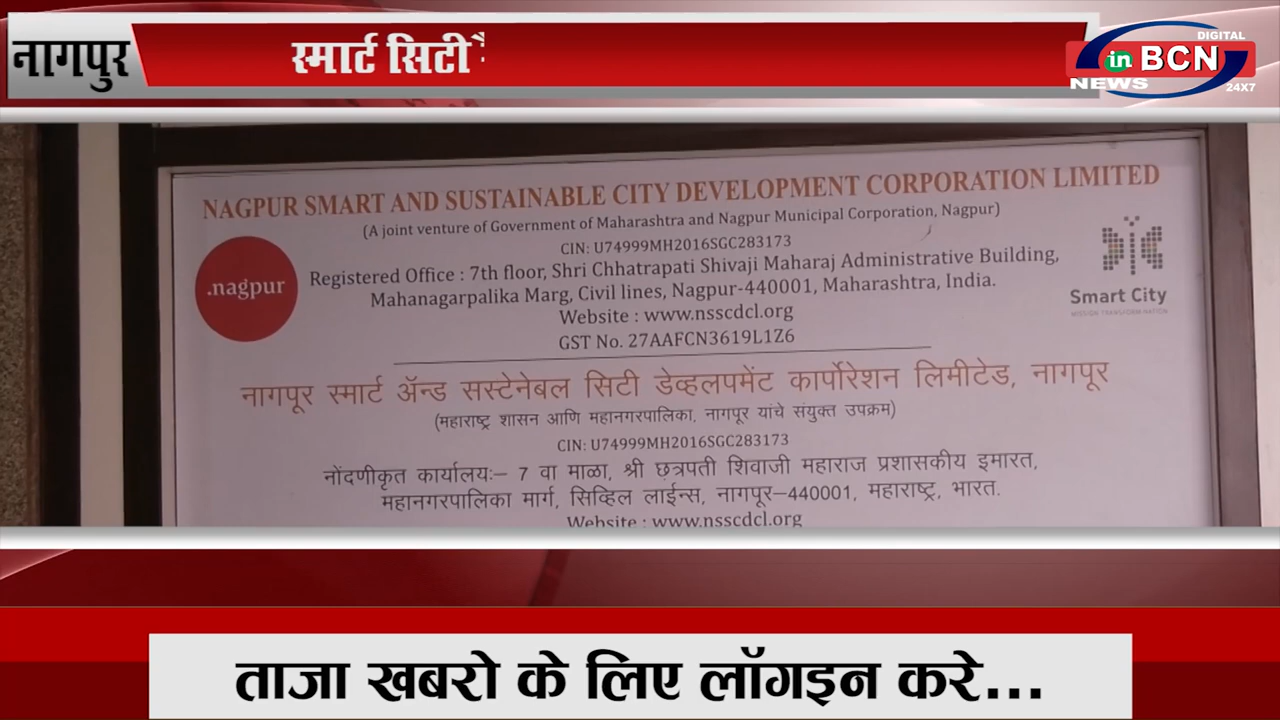 नागपुर
स्मार्ट सिटी
DIGITAL
in BCN
NEWS 24X7
NAGPUR SMART AND SUSTAINABLE CITY DEVELOPMENT CORPORATION LIMITED
(A joint venture of Government of Maharashtra and Nagpur Municipal Corporation, Nagpur)
CIN: U74999MH2016SGC283173
.nagpur
Registered Office : 7th floor, Shri Chhatrapati Shivaji Maharaj Administrative Building,
Mahanagarpalika Marg, Civil lines, Nagpur-440001, Maharashtra, India.
Website : www.nsscdcl.org
GST No. 27AAFCN3619L1Z6
Smart City
MISSION TRANSFORM-NATION
नागपूर स्मार्ट ॲन्ड सस्टेनेबल सिटी डेव्हलपमेंट कार्पोरेशन लिमीटेड, नागपूर
(महाराष्ट्र शासन आणि महानगरपालिका, नागपूर यांचे संयुक्त उपक्रम)
CIN: U74999MH2016SGC283173
नोंदणीकृत कार्यालयः– 7 वा माळा, श्री छत्रपती शिवाजी महाराज प्रशासकीय इमारत,
महानगरपालिका मार्ग, सिव्हिल लाईन्स, नागपूर–440001, महाराष्ट्र, भारत.
Website : www.nsscdcl.org
ताजा खबरो के लिए लॉगइन करे...